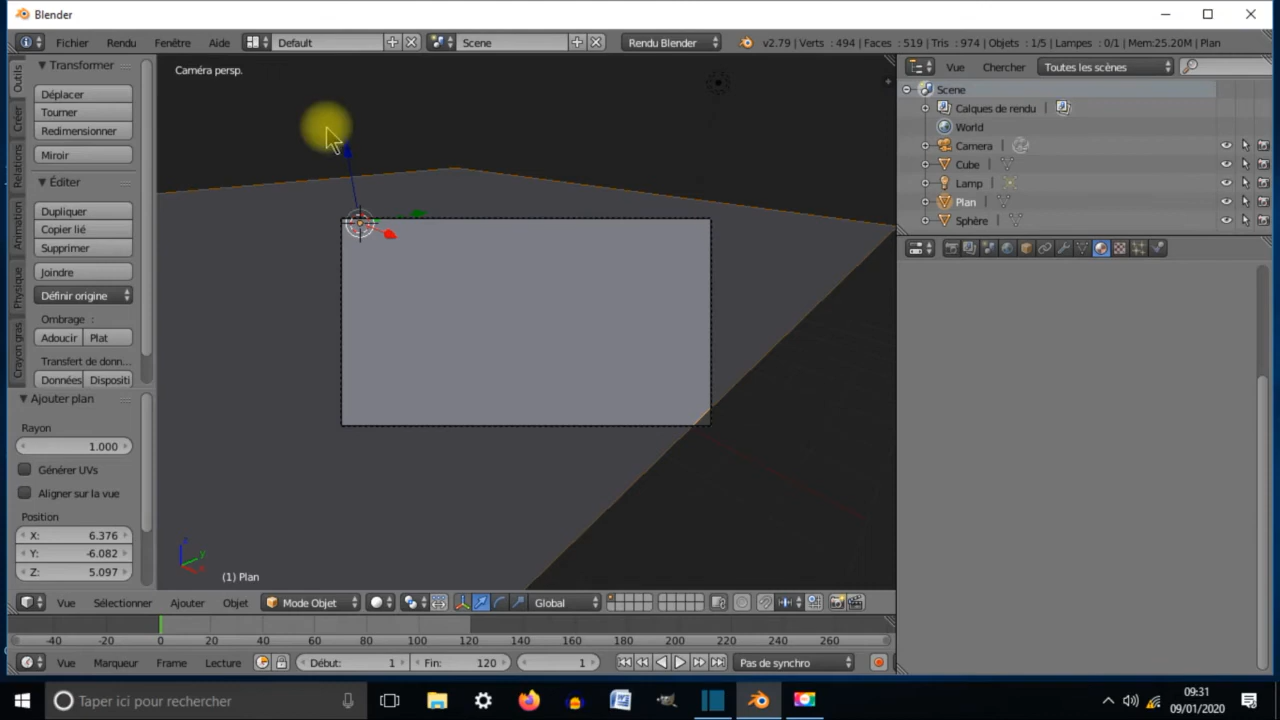 Blender
Fichier Rendu Fenêtre Aide Default Scene Rendu Blender v2.79 | Verts : 494 | Faces : 519 | Tris : 974 | Objets : 1/5 | Lampes : 0/1 | Mem:25.20M | Plan
Outils
Créer
Relations
Animation
Physique
Crayon gras
Transformer
Déplacer
Tourner
Redimensionner
Miroir
Éditer
Dupliquer
Copier lié
Supprimer
Joindre
Définir origine
Ombrage :
Adoucir Plat
Transfert de donn...
Données Dispositi
Ajouter plan
Rayon
1.000
Générer UVs
Aligner sur la vue
Position
X: 6.376
Y: -6.082
Z: 5.097
Caméra persp.
(1) Plan
Vue Chercher Toutes les scènes
Scene
Calques de rendu
World
Camera
Cube
Lamp
Plan
Sphère
Vue Sélectionner Ajouter Objet Mode Objet Global
-40 -20 0 20 40 60 80 100 120 140 160 180 200 220 240 260
Vue Marqueur Frame Lecture Début: 1 Fin: 120 1 Pas de synchro
Taper ici pour rechercher
09:31
09/01/2020